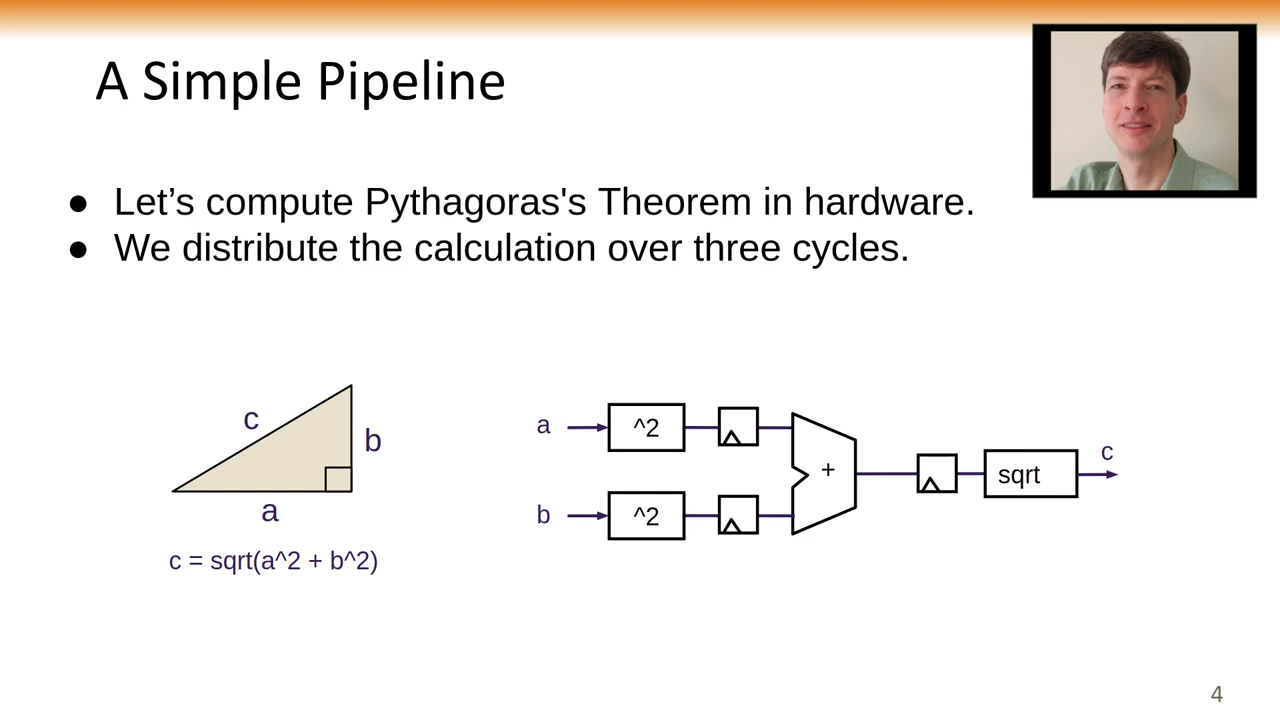 A Simple Pipeline
● Let’s compute Pythagoras's Theorem in hardware.
● We distribute the calculation over three cycles.
c
b
a
c = sqrt(a^2 + b^2)
a
^2
b
^2
+
sqrt
c
4